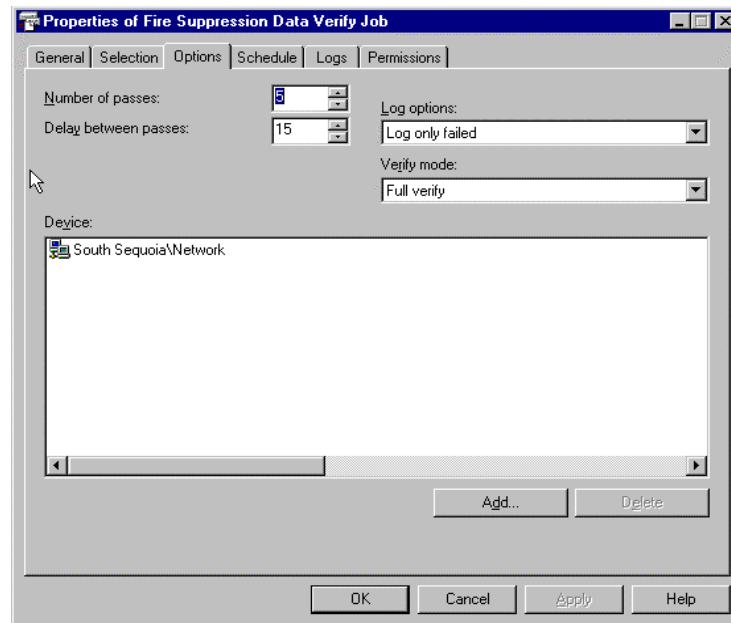 Properties of Fire Suppression Data Verify Job
General Selection Options Schedule Logs Permissions
Number of passes: 5
Delay between passes: 15
Log options:
Log only failed
Verify mode:
Full verify
Device:
South Sequoia\Network
Add... Delete
OK Cancel Apply Help